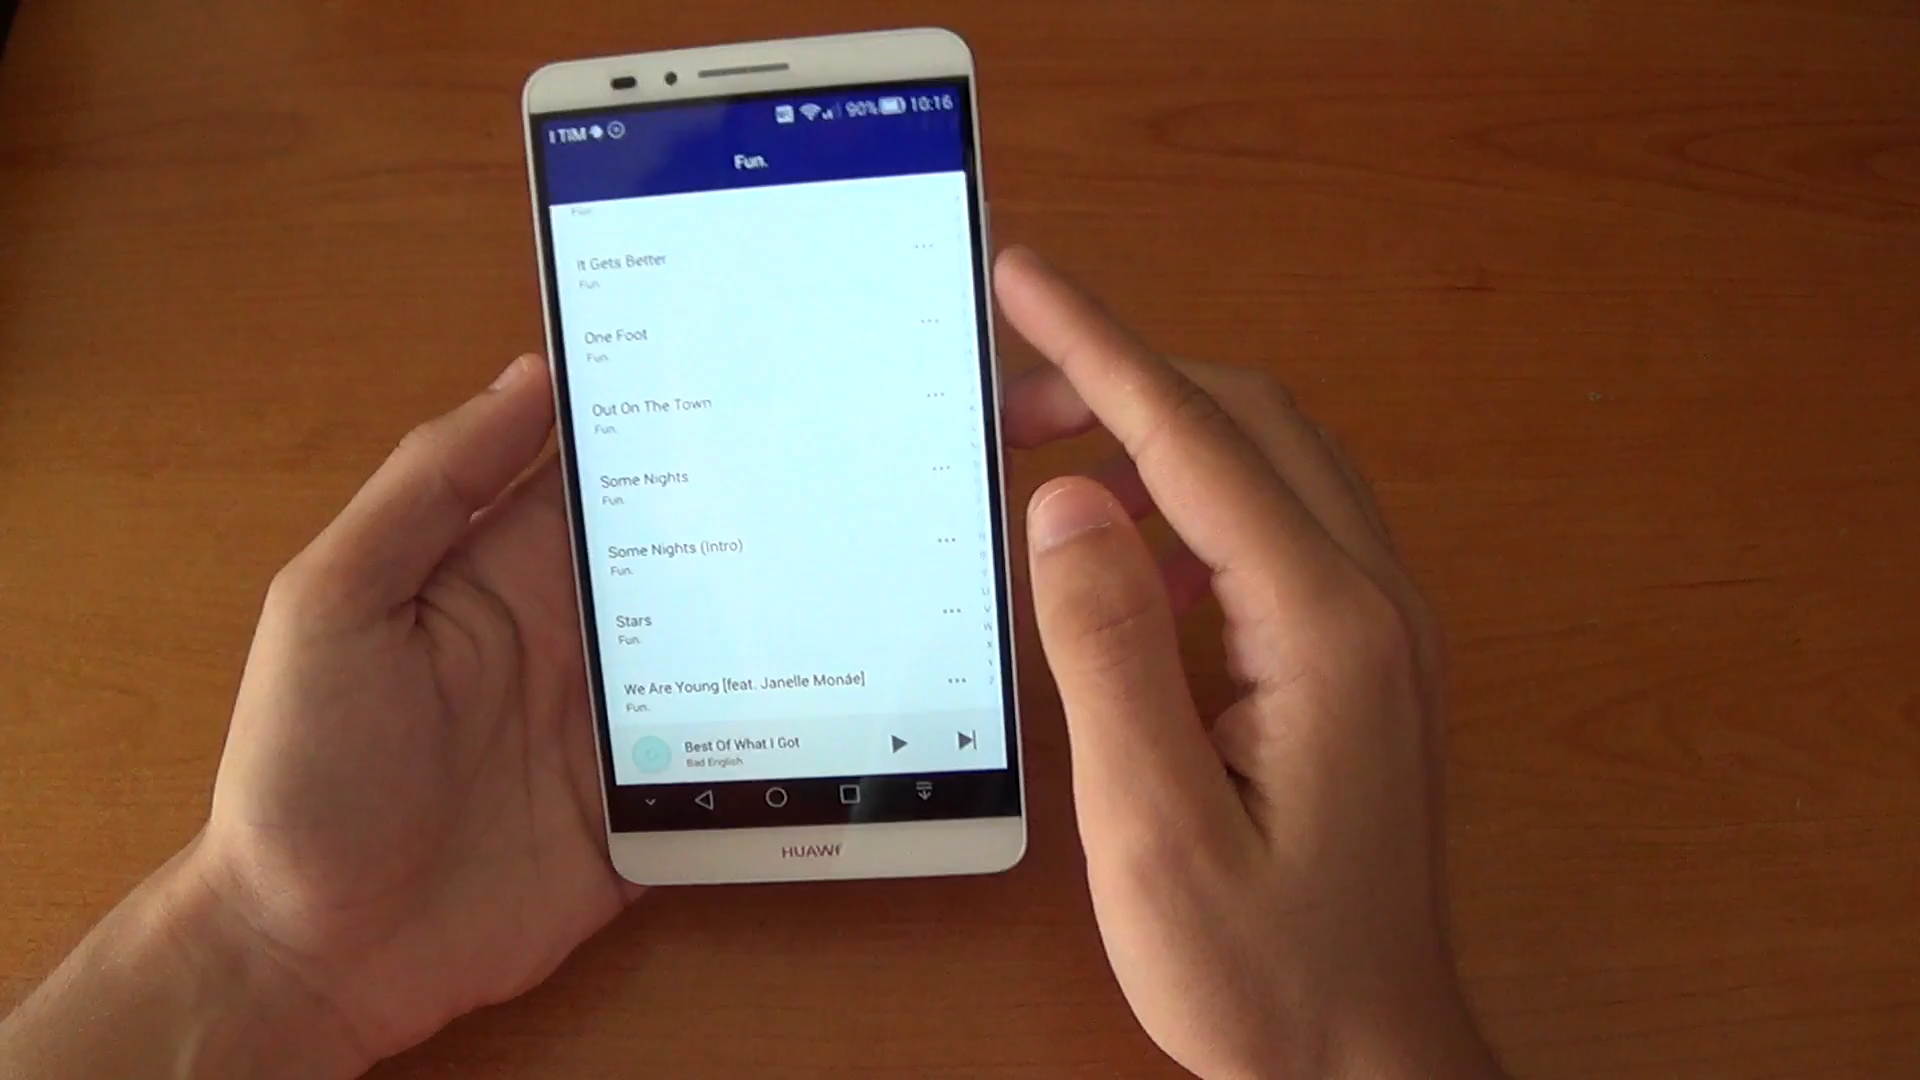 I TIM 90% 10:16
Fun.
Fun.
It Gets Better
Fun.
One Foot
Fun.
Out On The Town
Fun.
Some Nights
Fun.
Some Nights (Intro)
Fun.
Stars
Fun.
We Are Young [feat. Janelle Monáe]
Fun.
Best Of What I Got
Bad English
HUAWEI